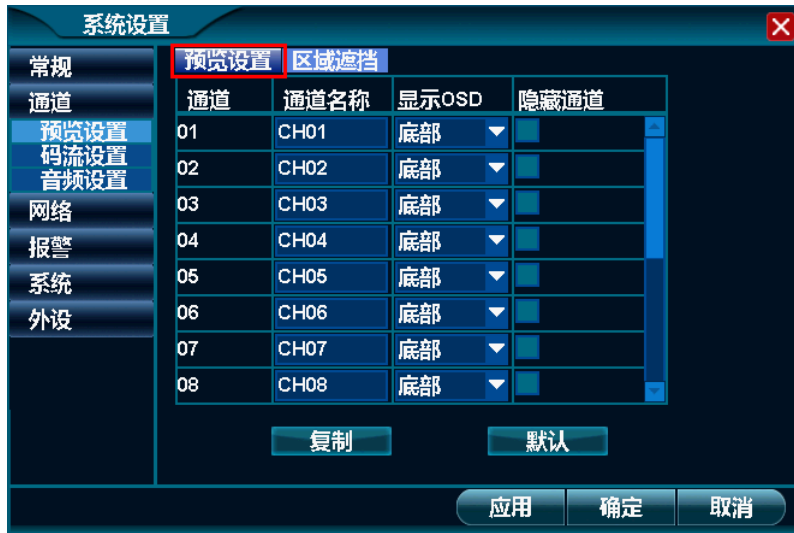 系统设置
常规
通道
预览设置
码流设置
音频设置
网络
报警
系统
外设
预览设置 区域遮挡
通道 通道名称 显示OSD 隐藏通道
01 CH01 底部
02 CH02 底部
03 CH03 底部
04 CH04 底部
05 CH05 底部
06 CH06 底部
07 CH07 底部
08 CH08 底部
复制 默认
应用 确定 取消